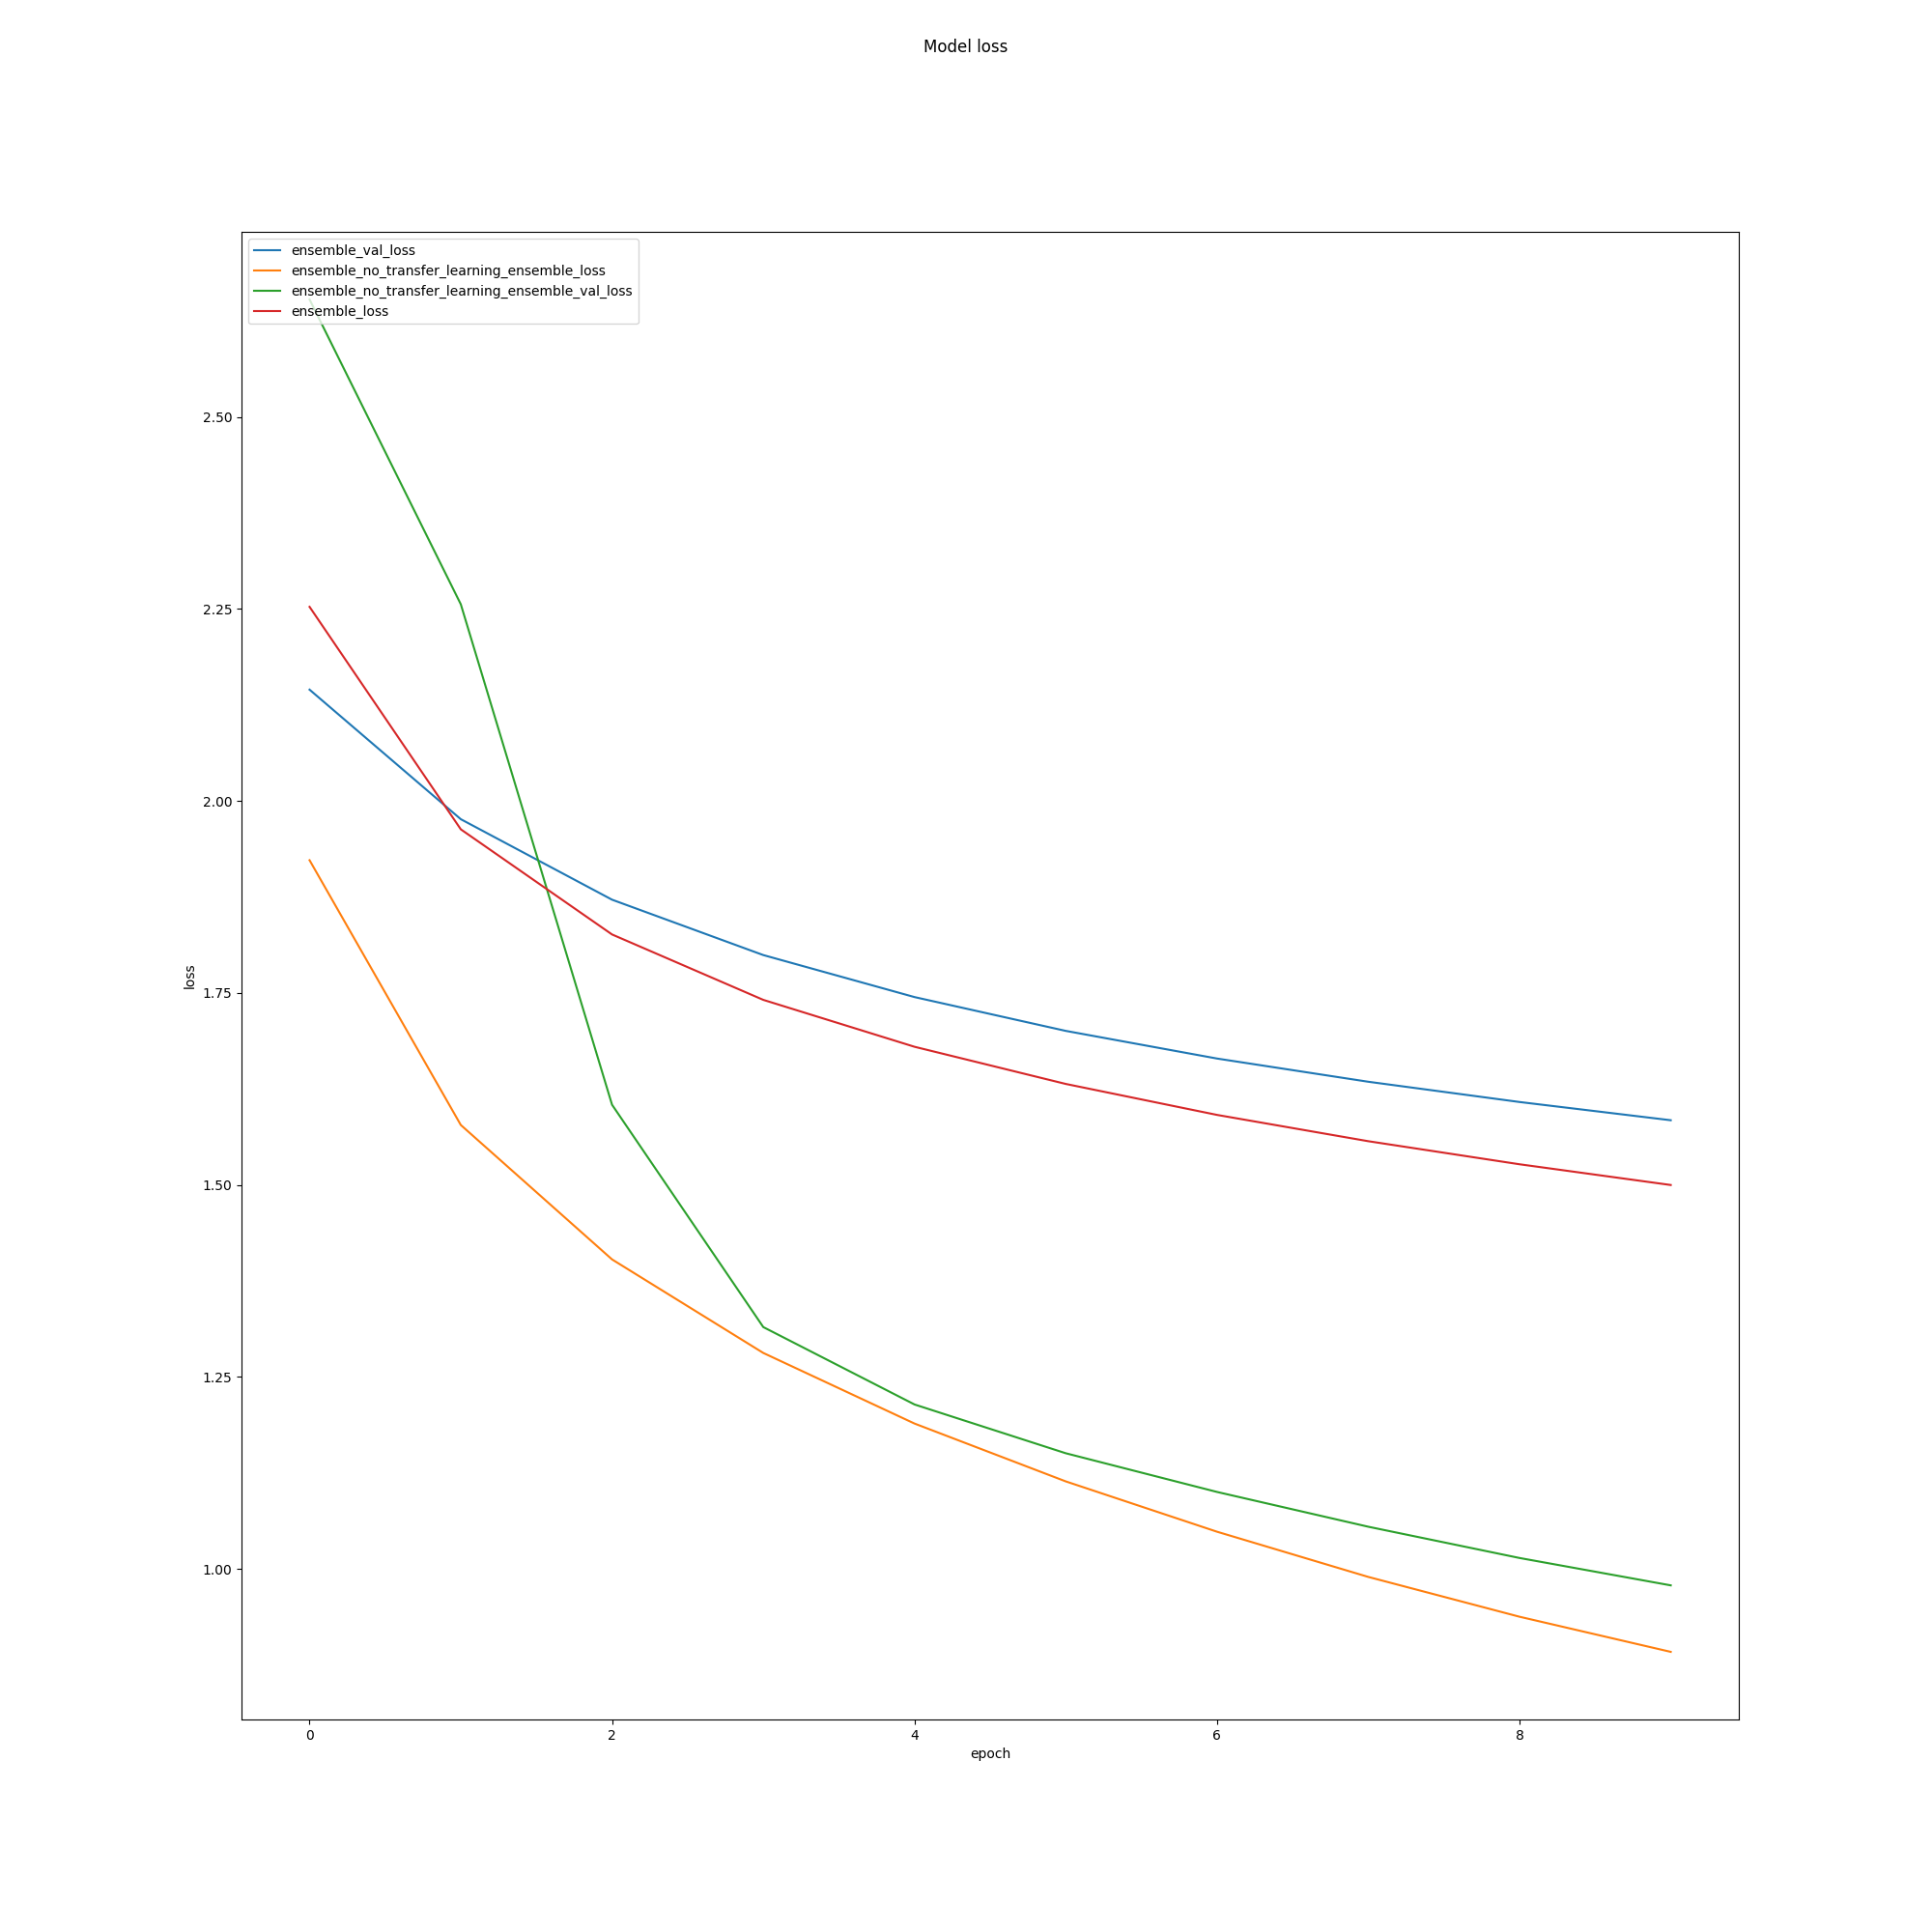 Model loss
ensemble_val_loss
ensemble_no_transfer_learning_ensemble_loss
ensemble_no_transfer_learning_ensemble_val_loss
ensemble_loss
2.50
2.25
2.00
1.75
1.50
1.25
1.00
loss
0 2 4 6 8
epoch